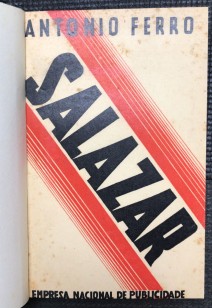 ANTONIO FERRO
SALAZAR
EMPRESA NACIONAL DE PUBLICIDADE